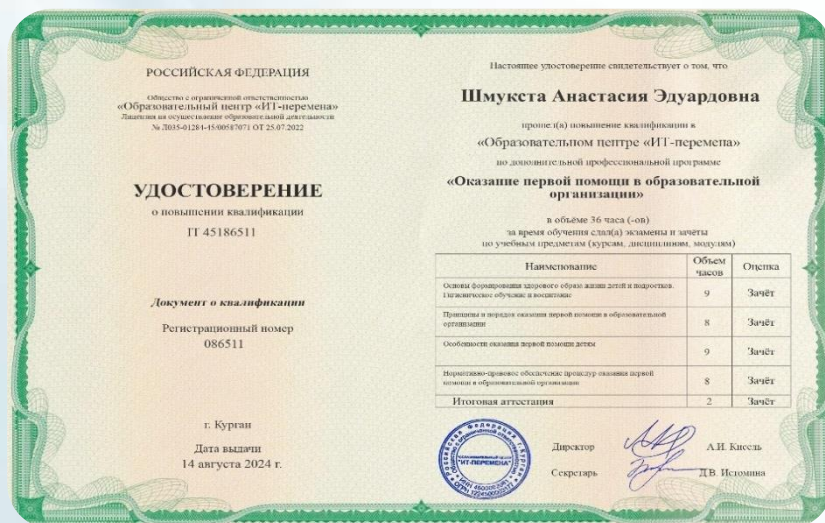 РОССИЙСКАЯ ФЕДЕРАЦИЯ
Общество с ограниченной ответственностью
«Образовательный центр «ИТ-перемена»
Лицензия на осуществление образовательной деятельности
№ Л035-01284-45/00587071 ОТ 25.07.2022
УДОСТОВЕРЕНИЕ
о повышении квалификации
ПТ 45186511
Документ о квалификации
Регистрационный номер
086511
г. Курган
Дата выдачи
14 августа 2024 г.
Настоящее удостоверение свидетельствует о том, что
Шмукста Анастасия Эдуардовна
прошел(а) повышение квалификации в
«Образовательном центре «ИТ-перемена»
по дополнительной профессиональной программе
«Оказание первой помощи в образовательной
организации»
в объёме 36 часа (-ов)
за время обучения сдал(а) экзамены и зачёты
по учебным предметам (курсам, дисциплинам, модулям)
Наименование Объем часов Оценка
Основы формирования здорового образа жизни детей и подростков.
Гигиеническое обучение и воспитание 9 Зачёт
Принципы и порядок оказания первой помощи в образовательной
организации 8 Зачёт
Особенности оказания первой помощи детям 9 Зачёт
Нормативно-правовое обеспечение процедур оказания первой
помощи в образовательной организации 8 Зачёт
Итоговая аттестация 2 Зачёт
Директор А.И. Кисель
Секретарь Д.В. Истомина
"ИТ-ПЕРЕМЕНА"